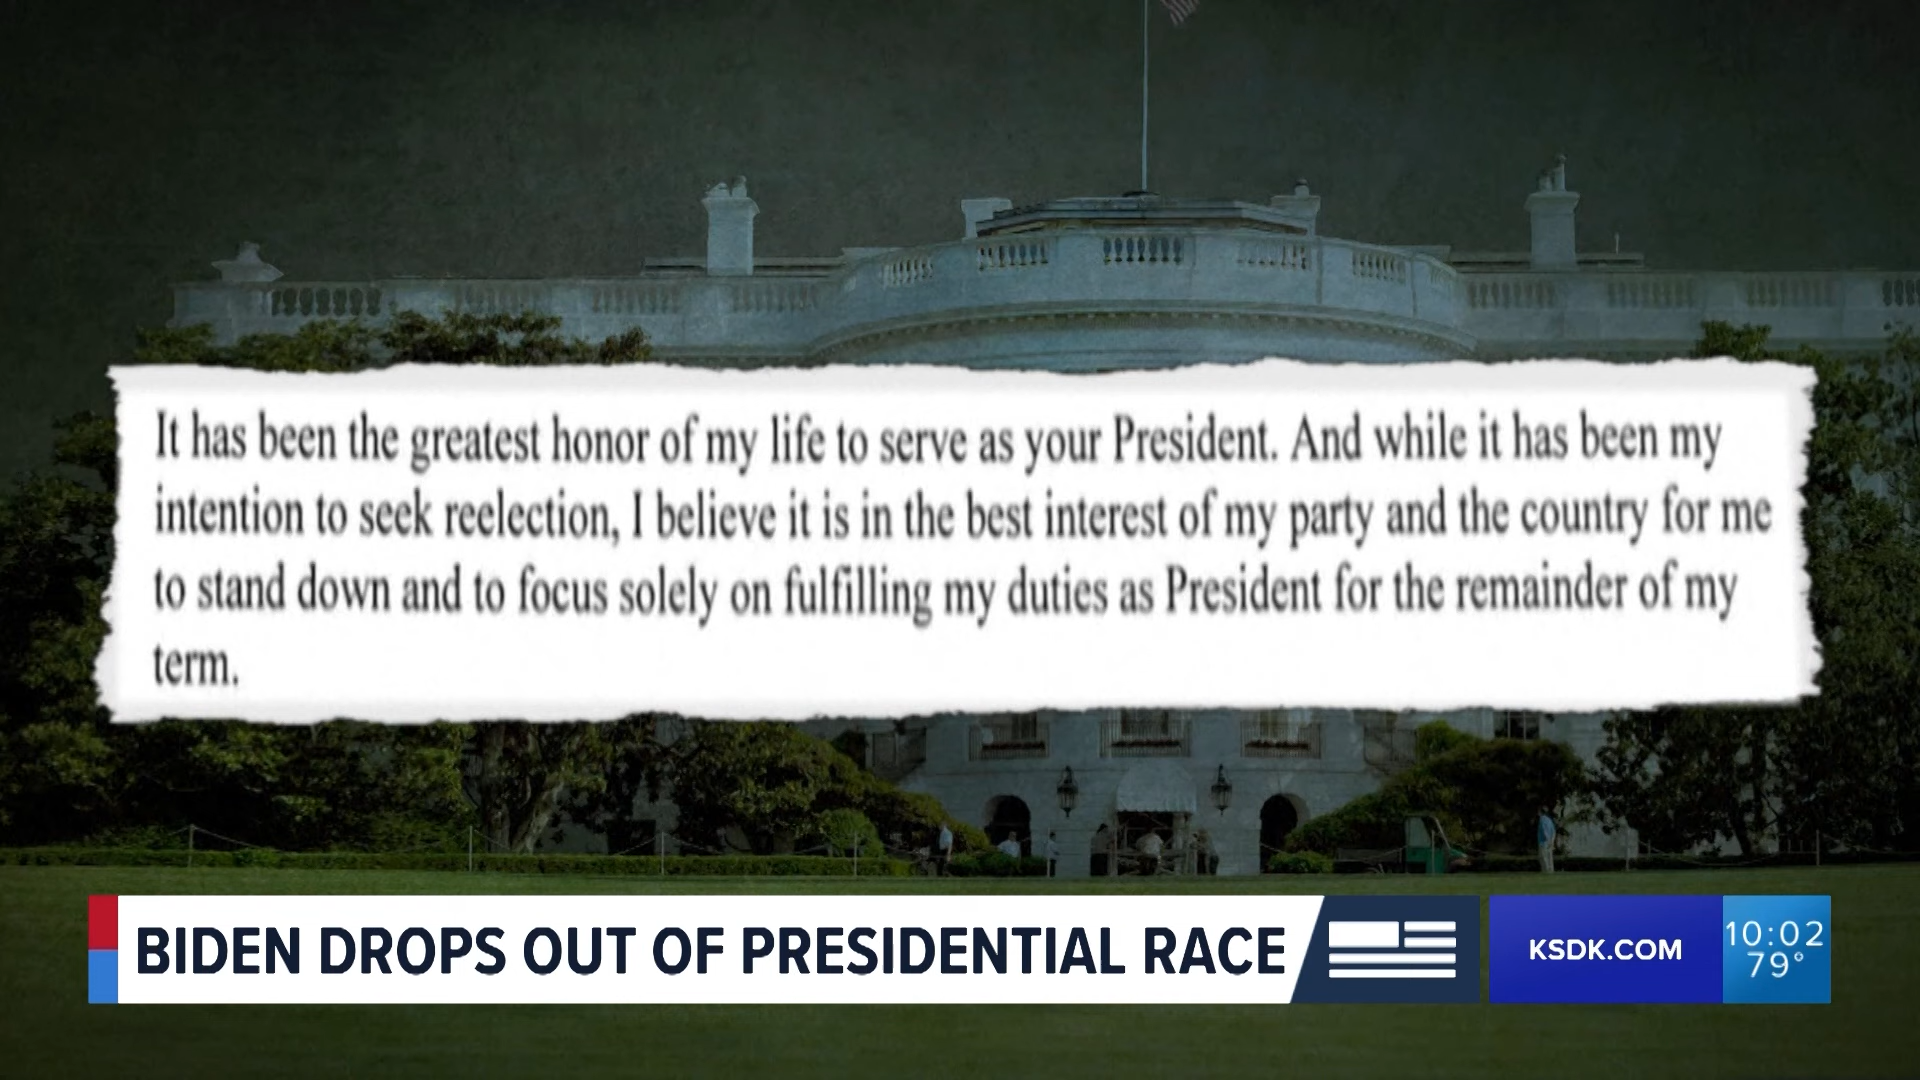 It has been the greatest honor of my life to serve as your President. And while it has been my
intention to seek reelection, I believe it is in the best interest of my party and the country for me
to stand down and to focus solely on fulfilling my duties as President for the remainder of my
term.
BIDEN DROPS OUT OF PRESIDENTIAL RACE
KSDK.COM
10:02
79°